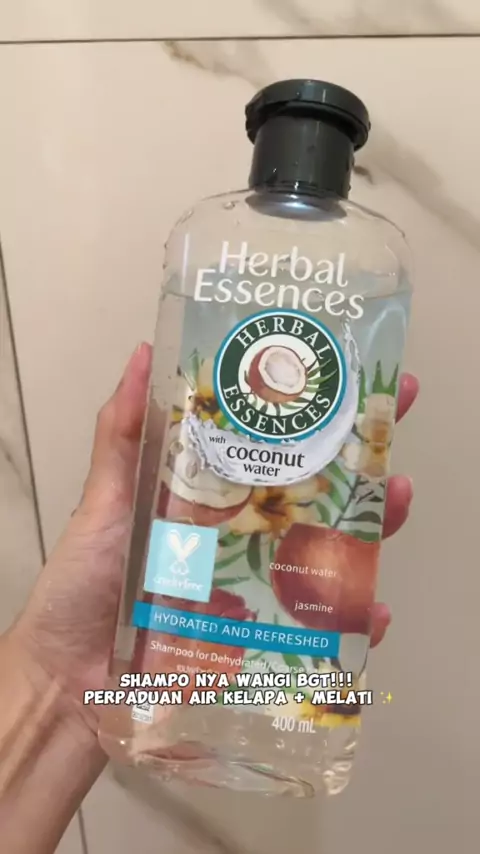 Herbal
Essences
HERBAL
ESSENCES
with
coconut
water
crueltyfree
coconut water
jasmine
HYDRATED AND REFRESHED
Shampoo for Dehydrated/Coarse
SHAMPO NYA WANGI BGT!!!
PERPADUAN AIR KELAPA + MELATI ✨
400 mL